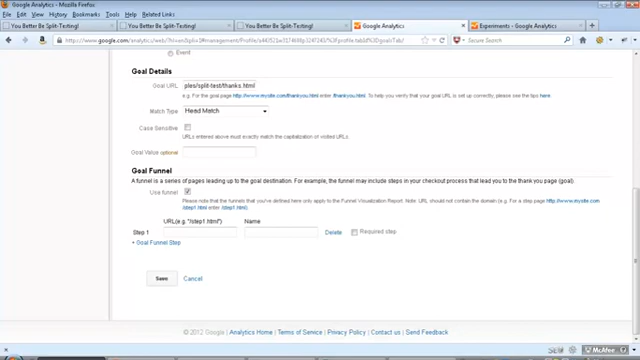 Mozilla Firefox
File Edit View History Bookmarks Tools Help
You Better Be Split-Testing!
You Better Be Split-Testing!
You Better Be Split-Testing!
Google Analytics
Experiments - Google Analytics
Bookmarks
Most Visited
Links
Related Links
Event
Goal Details
Goal URL ples/split-test/thanks.html
e.g. For the goal page http://www.mysite.com/thankyou.html enter /thankyou.html. To help you verify that your goal URL is set up correctly, please see the tips here.
Match Type Head Match
Case Sensitive
URLs entered above must exactly match the capitalization of visited URLs.
Goal Value optional
Goal Funnel
A funnel is a series of pages leading up to the goal destination. For example, the funnel may include steps in your checkout process that lead you to the thank you page (goal)
Use funnel
Please note that the funnels that you've defined here only apply to the Funnel Visualization Report. Note: URL should not contain the domain (e.g. For a step page http://www.mysite.com
/step1.html enter /step1.html).
URL(e.g. "/step1.html") Name
Step 1 Delete Required step
+ Goal Funnel Step
Save Cancel
© 2012 Google | Analytics Home | Terms of Service | Privacy Policy | Contact us | Send Feedback
McAfee